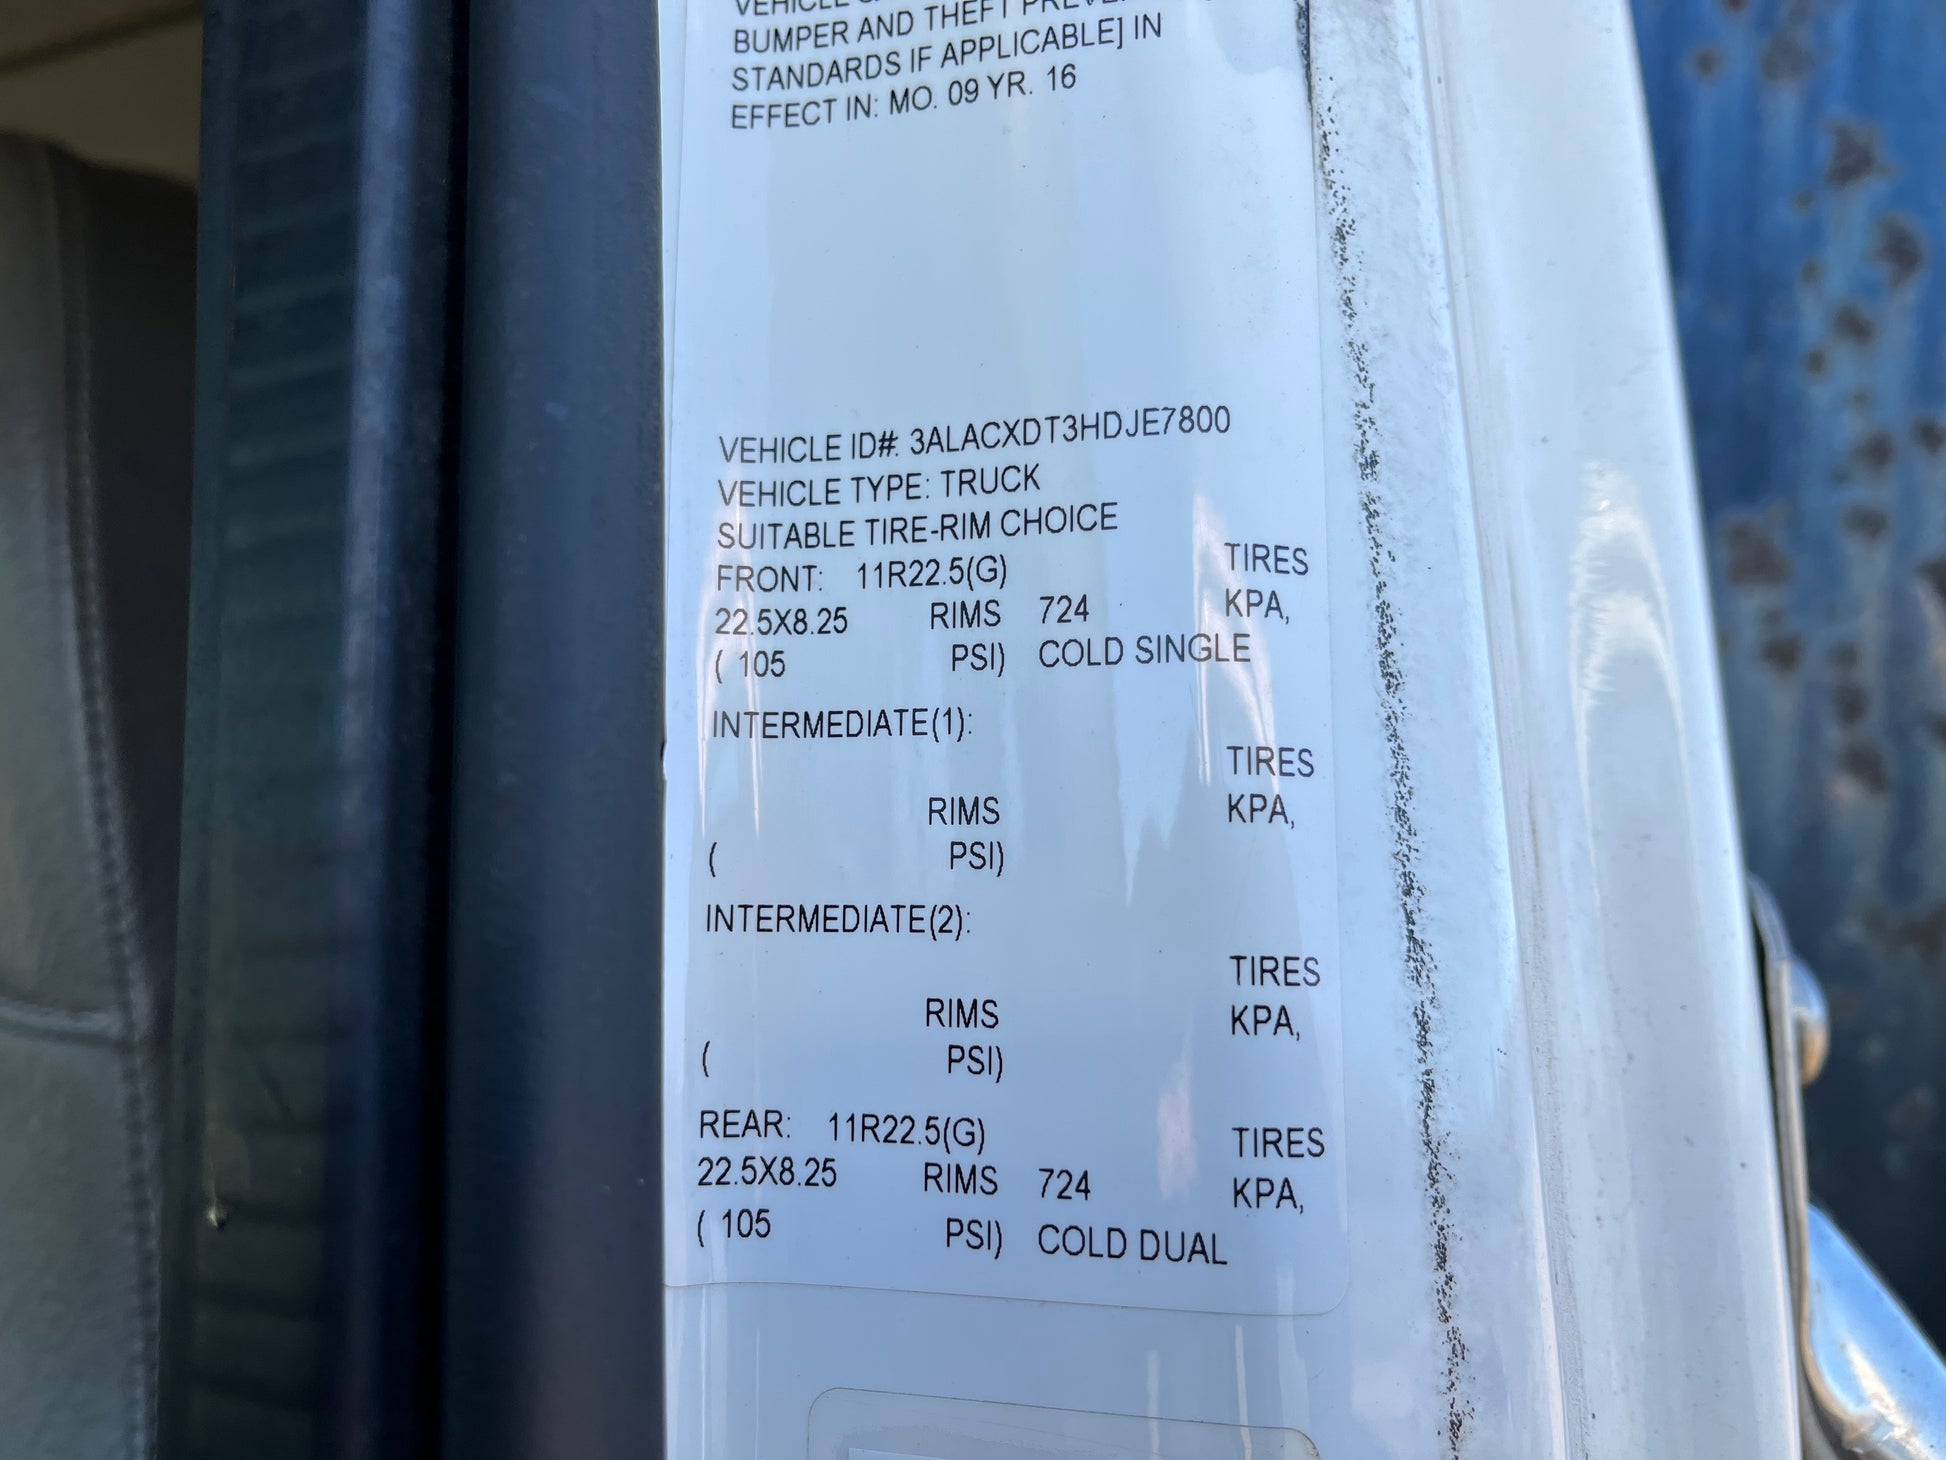 VEHICLE
BUMPER AND THEFT
STANDARDS IF APPLICABLE] IN
EFFECT IN: MO. 09 YR. 16
VEHICLE ID#: 3ALACXDT3HDJE7800
VEHICLE TYPE: TRUCK
SUITABLE TIRE-RIM CHOICE
FRONT: 11R22.5(G) TIRES
22.5X8.25 RIMS 724 KPA,
( 105 PSI) COLD SINGLE
INTERMEDIATE(1):
TIRES
RIMS KPA,
( PSI)
INTERMEDIATE(2):
TIRES
RIMS KPA,
( PSI)
REAR: 11R22.5(G) TIRES
22.5X8.25 RIMS 724 KPA,
( 105 PSI) COLD DUAL